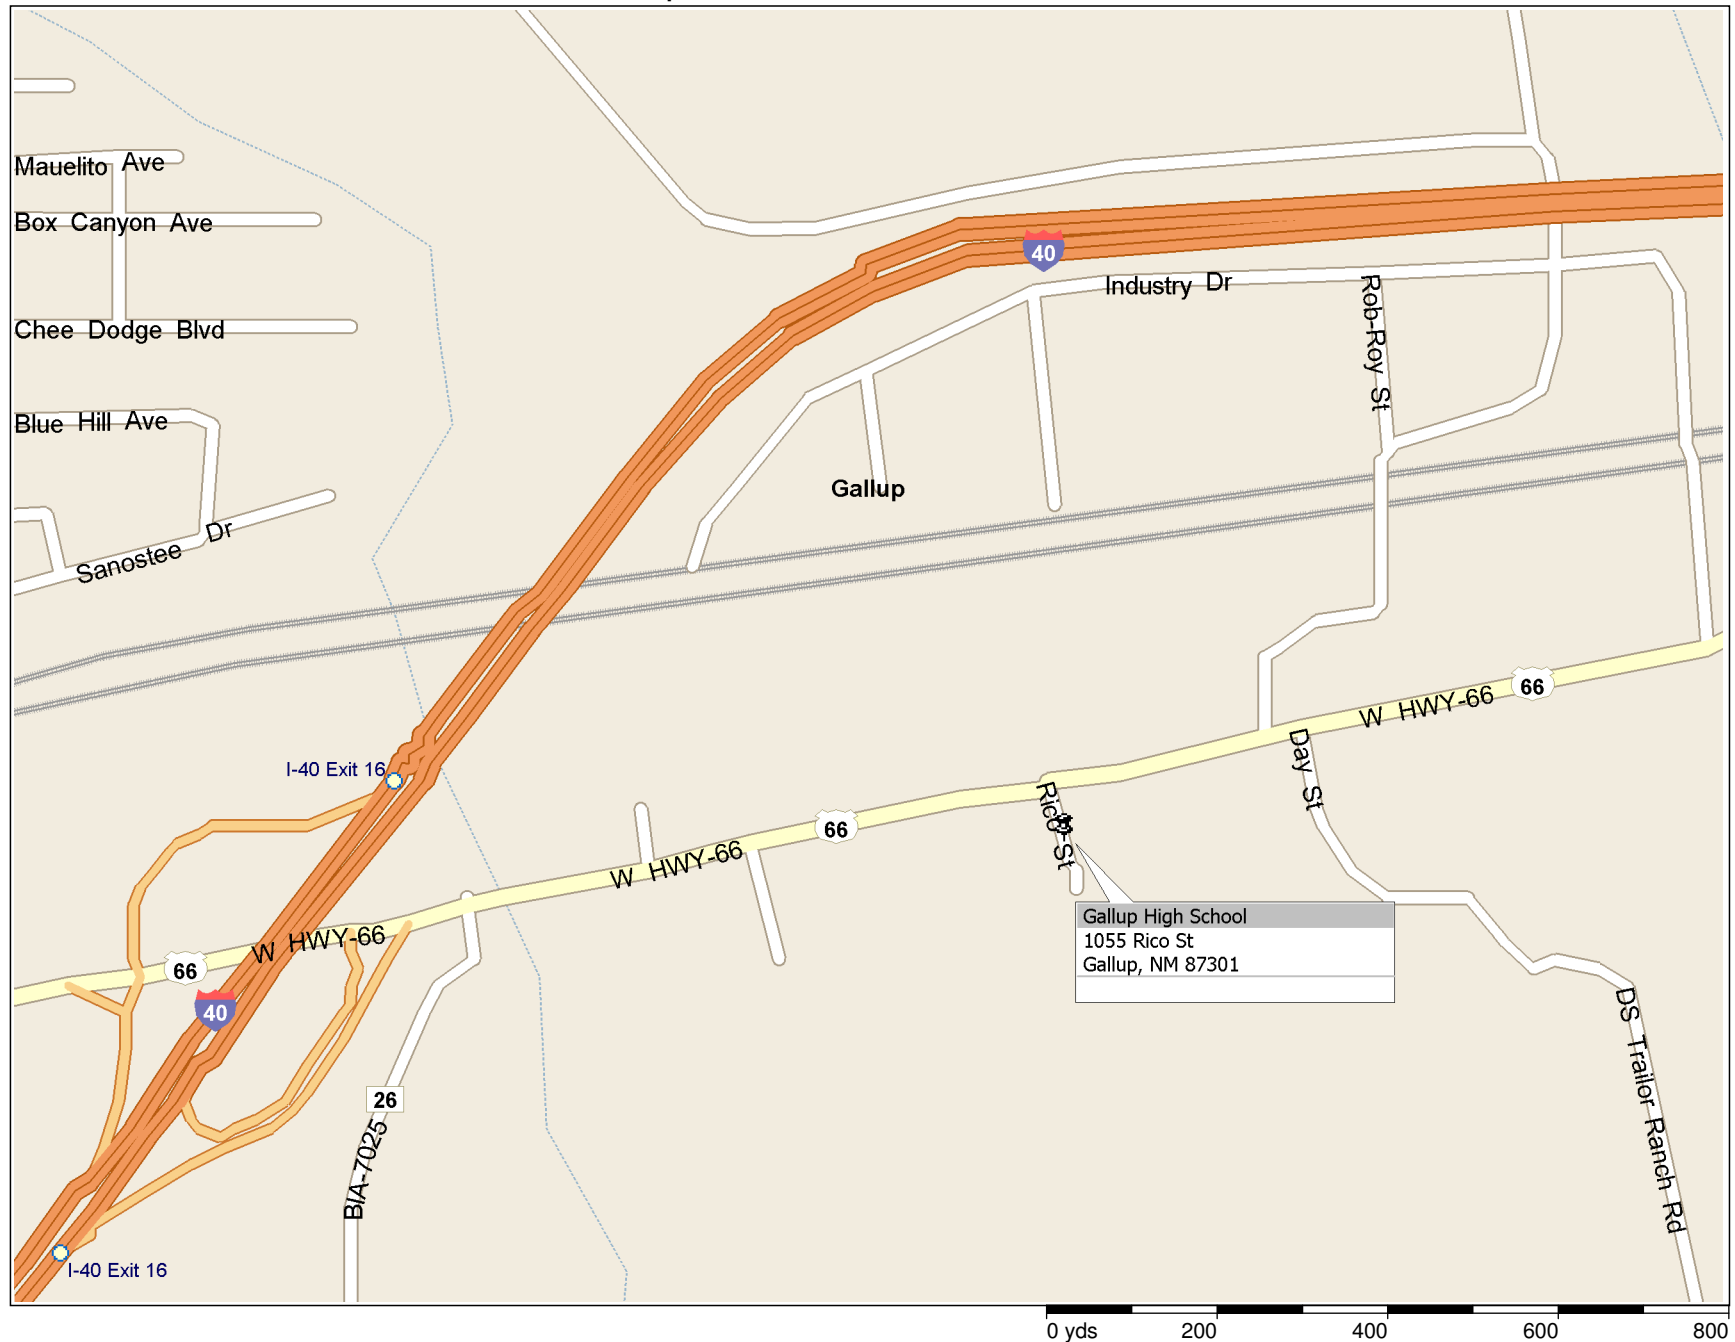 Mauelito Ave
Box Canyon Ave
40
Industry Dr
Rob-Roy St
Chee Dodge Blvd
Blue Hill Ave
Gallup
Sanostee Dr
66
W HWY-66
Day St
I-40 Exit 16
Rico St
66
W HWY-66
Gallup High School
1055 Rico St
Gallup, NM 87301
W HWY-66
66
40
DS Trailor Ranch Rd
26
BIA-7025
I-40 Exit 16
0 yds 200 400 600 800